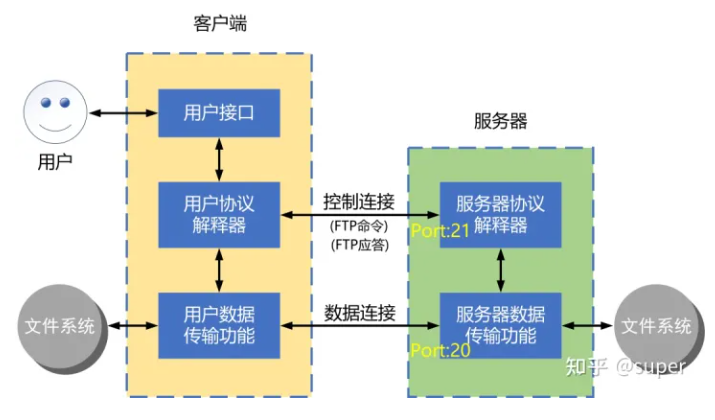 客户端
用户接口
服务器
用户
用户协议
解释器
控制连接
(FTP命令)
(FTP应答)
服务器协议
解释器
Port:21
文件系统
用户数据
传输功能
数据连接
服务器数据
传输功能
文件系统
Port:20
知乎 @super